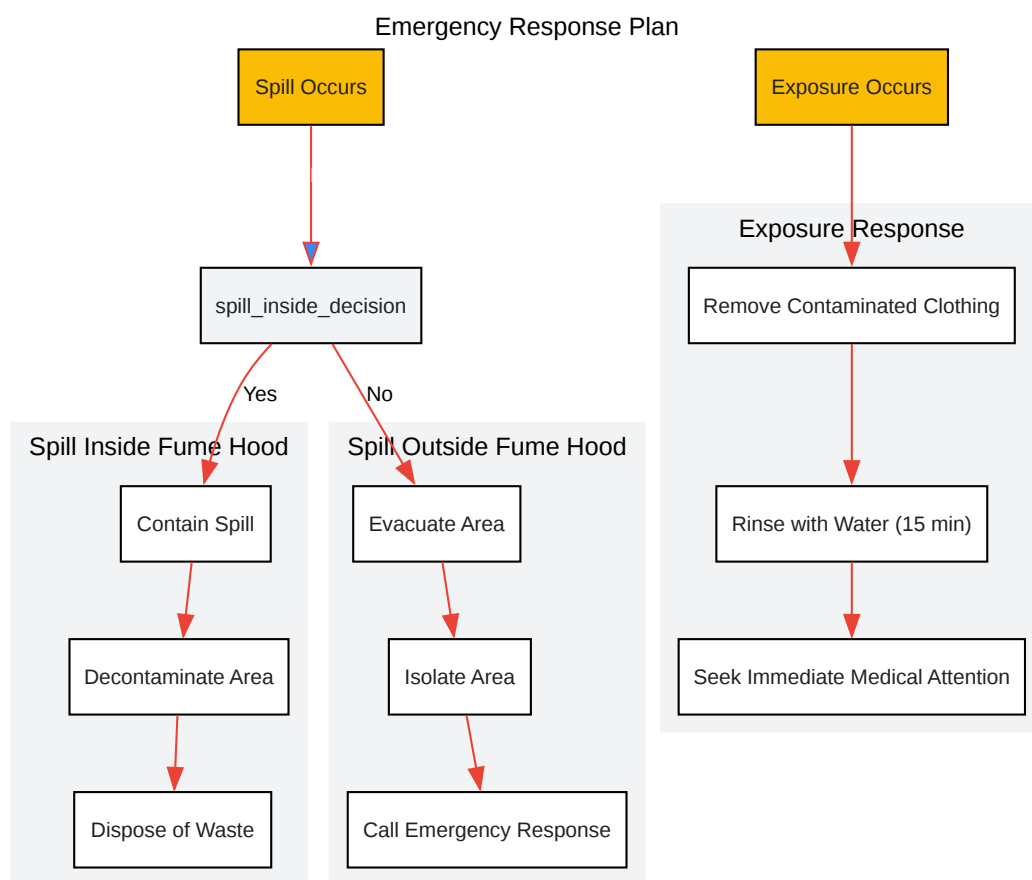 Emergency Response Plan
Spill Occurs
Exposure Occurs
Exposure Response
spill_inside_decision
Remove Contaminated Clothing
Yes
No
Spill Inside Fume Hood
Spill Outside Fume Hood
Contain Spill
Evacuate Area
Rinse with Water (15 min)
Decontaminate Area
Isolate Area
Seek Immediate Medical Attention
Dispose of Waste
Call Emergency Response